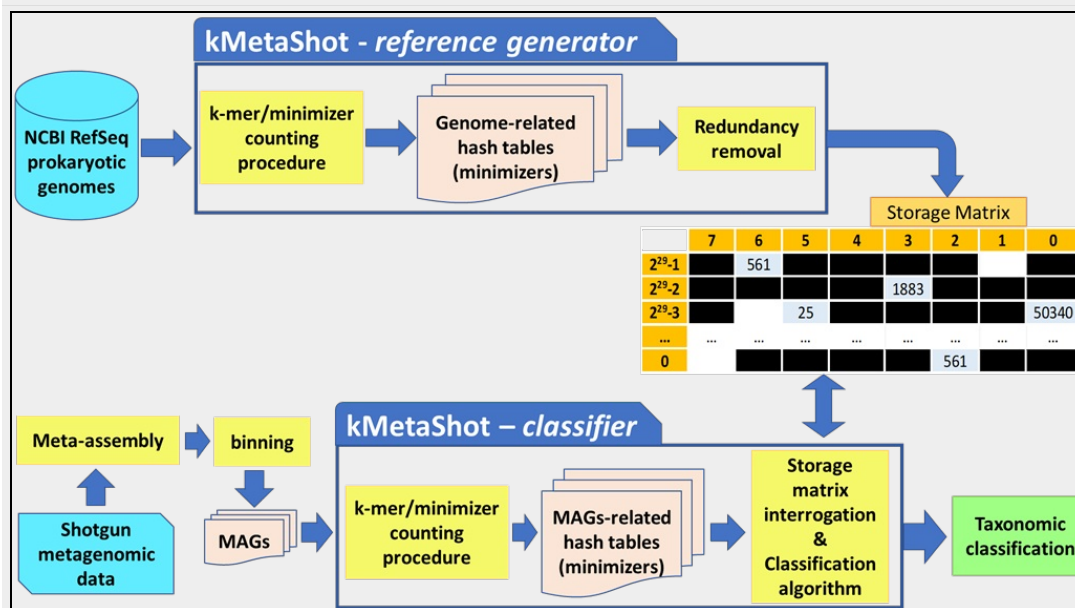 kMetaShot - reference generator
NCBI RefSeq
prokaryotic
genomes
k-mer/minimizer
counting
procedure
Genome-related
hash tables
(minimizers)
Redundancy
removal
Storage Matrix
7 6 5 4 3 2 1 0
2²⁹-1 561
2²⁹-2 1883
2²⁹-3 25 50340
... ... ... ... ... ... ... ... ...
0 561
Meta-assembly
binning
Shotgun
metagenomic
data
MAGs
kMetaShot – classifier
k-mer/minimizer
counting
procedure
MAGs-related
hash tables
(minimizers)
Storage
matrix
interrogation
&
Classification
algorithm
Taxonomic
classification